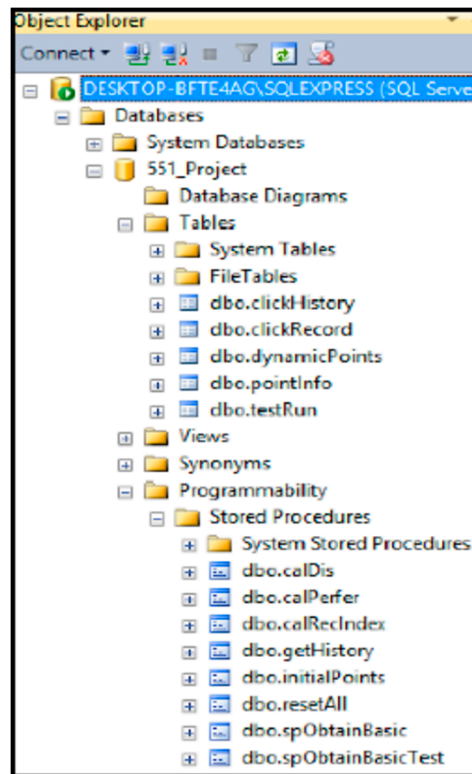 Object Explorer
Connect
DESKTOP-BFTE4AG\SQLEXPRESS (SQL Serve
Databases
System Databases
551_Project
Database Diagrams
Tables
System Tables
FileTables
dbo.clickHistory
dbo.clickRecord
dbo.dynamicPoints
dbo.pointInfo
dbo.testRun
Views
Synonyms
Programmability
Stored Procedures
System Stored Procedures
dbo.calDis
dbo.calPerfer
dbo.calRecIndex
dbo.getHistory
dbo.initialPoints
dbo.resetAll
dbo.spObtainBasic
dbo.spObtainBasicTest